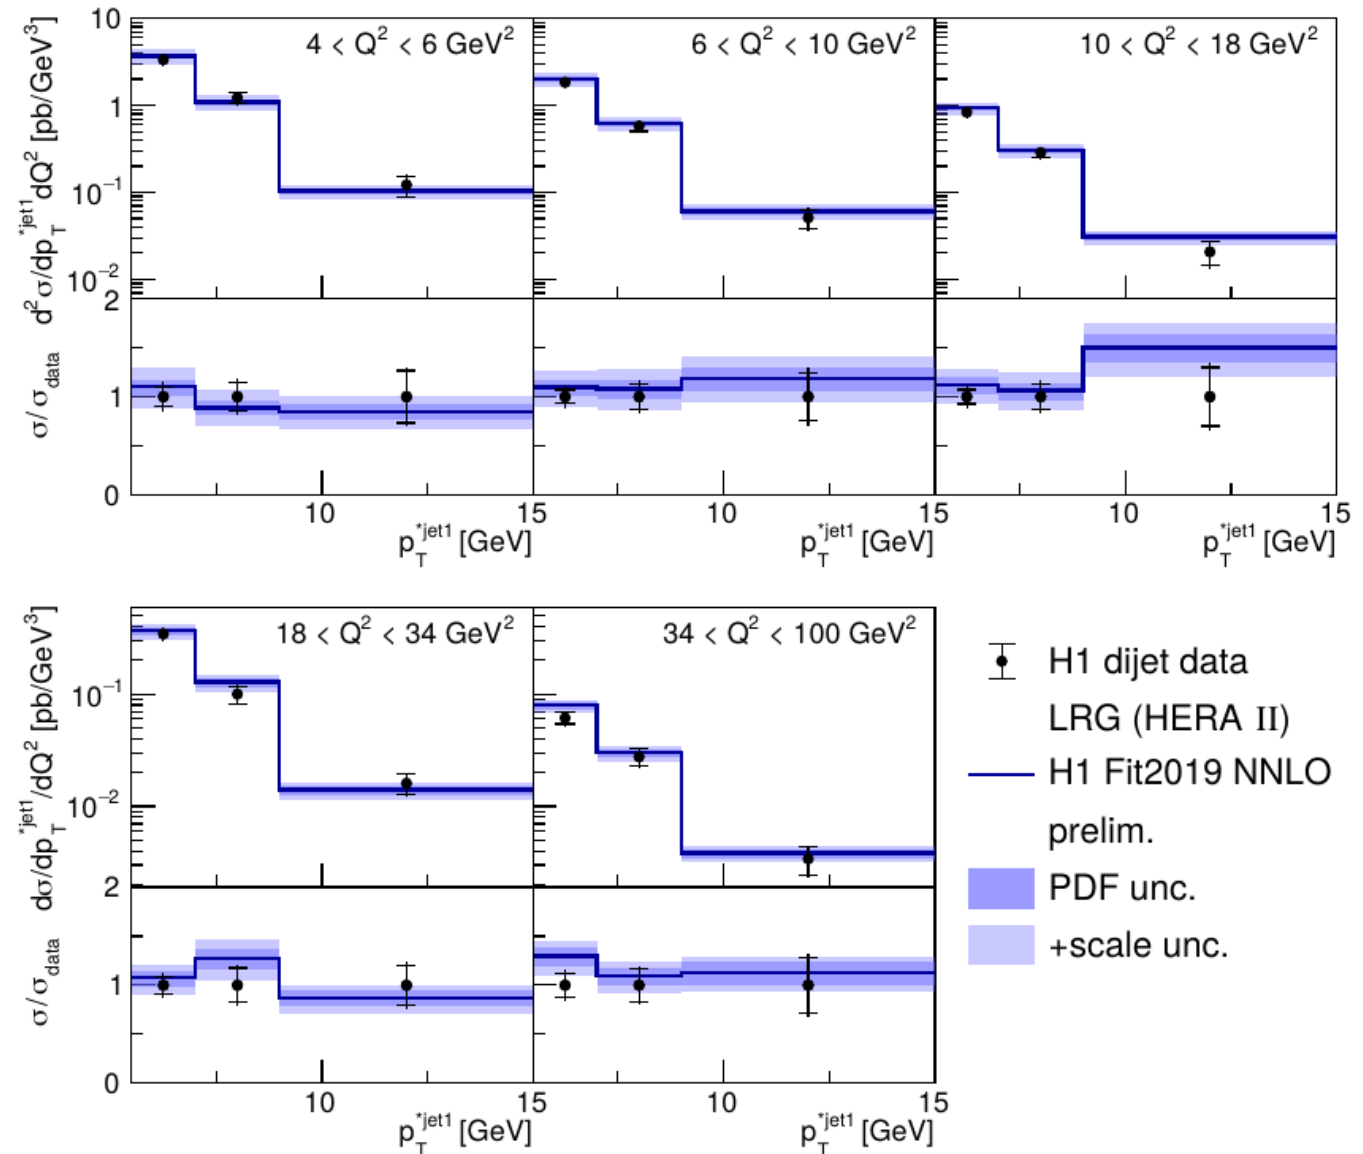 4 < Q² < 6 GeV²
6 < Q² < 10 GeV²
10 < Q² < 18 GeV²
d²σ/dp_T^{*jet1}dQ² [pb/GeV³]
10
1
10⁻¹
10⁻²
σ/σ_data
2
1
0
10 15 10 15 10 15
p_T^{*jet1} [GeV] p_T^{*jet1} [GeV] p_T^{*jet1} [GeV]
18 < Q² < 34 GeV²
34 < Q² < 100 GeV²
dσ/dp_T^{*jet1}/dQ² [pb/GeV³]
10⁻¹
10⁻²
σ/σ_data
2
1
0
10 15 10 15
p_T^{*jet1} [GeV] p_T^{*jet1} [GeV]
H1 dijet data
LRG (HERA II)
H1 Fit2019 NNLO
prelim.
PDF unc.
+scale unc.